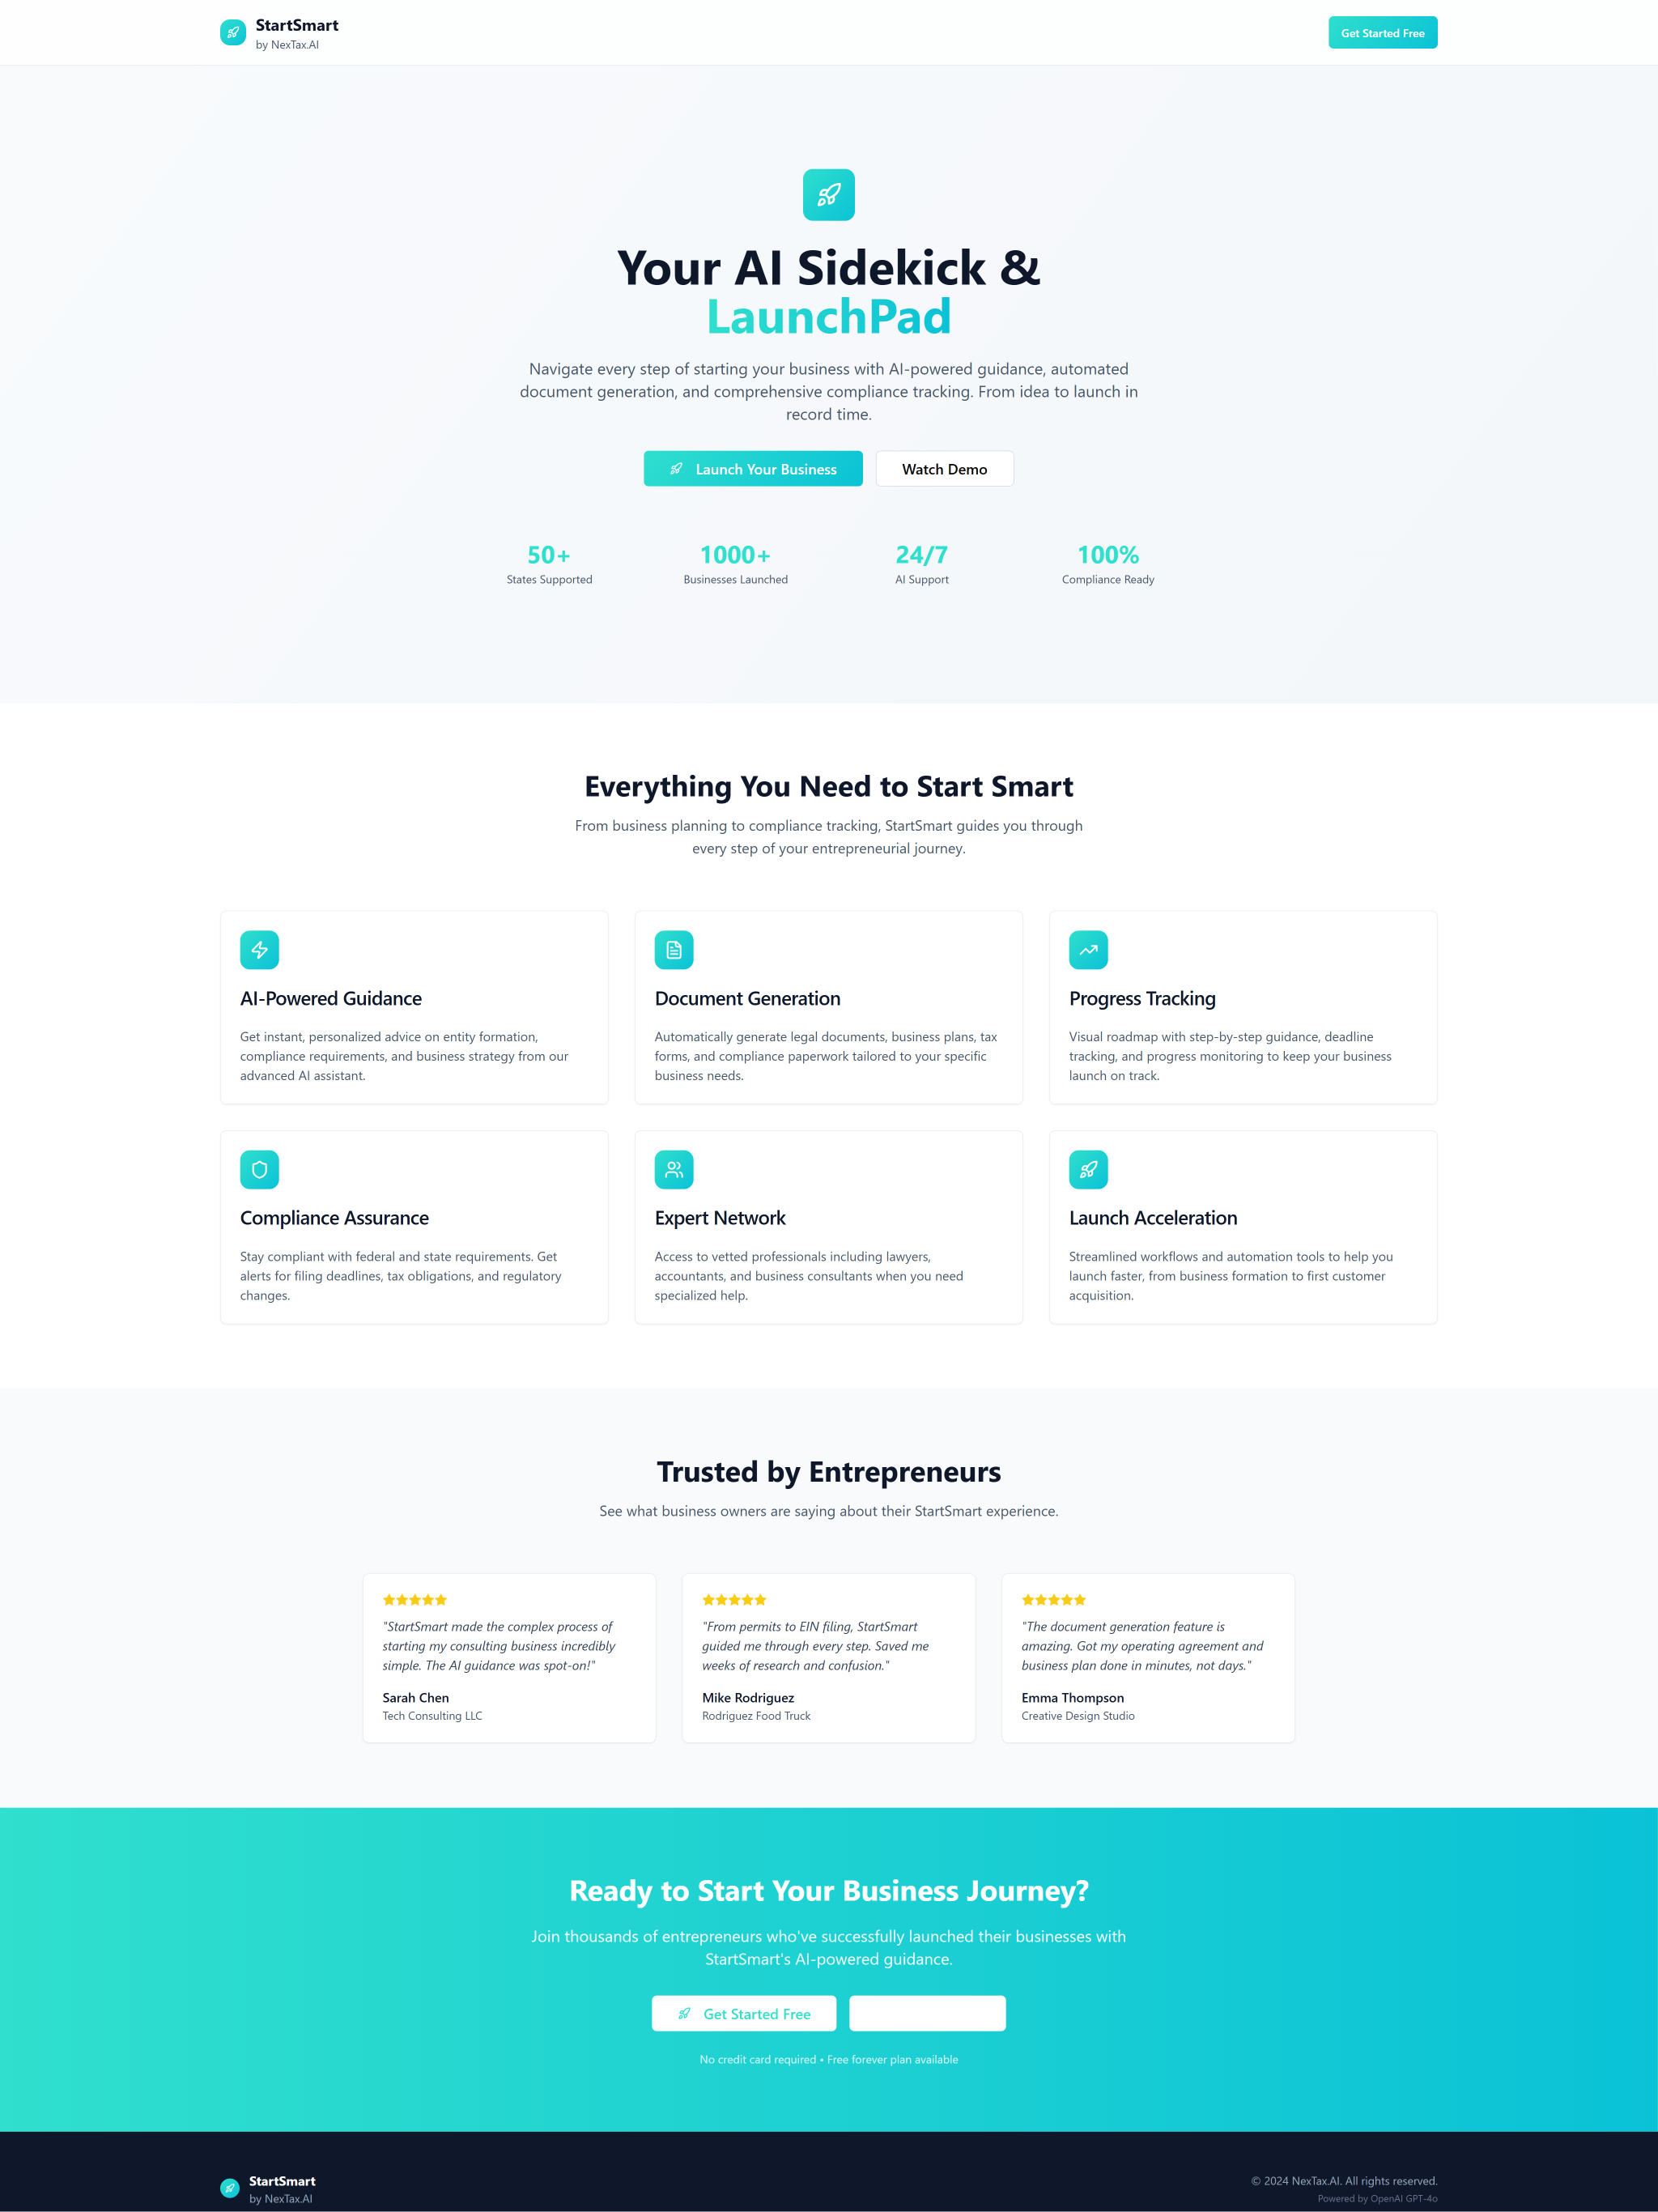 StartSmart
by NexTax.AI
Get Started Free
Your AI Sidekick &
LaunchPad
Navigate every step of starting your business with AI-powered guidance, automated
document generation, and comprehensive compliance tracking. From idea to launch in
record time.
Launch Your Business
Watch Demo
50+
States Supported
1000+
Businesses Launched
24/7
AI Support
100%
Compliance Ready
Everything You Need to Start Smart
From business planning to compliance tracking, StartSmart guides you through
every step of your entrepreneurial journey.
AI-Powered Guidance
Get instant, personalized advice on entity formation,
compliance requirements, and business strategy from our
advanced AI assistant.
Document Generation
Automatically generate legal documents, business plans, tax
forms, and compliance paperwork tailored to your specific
business needs.
Progress Tracking
Visual roadmap with step-by-step guidance, deadline
tracking, and progress monitoring to keep your business
launch on track.
Compliance Assurance
Stay compliant with federal and state requirements. Get
alerts for filing deadlines, tax obligations, and regulatory
changes.
Expert Network
Access to vetted professionals including lawyers,
accountants, and business consultants when you need
specialized help.
Launch Acceleration
Streamlined workflows and automation tools to help you
launch faster, from business formation to first customer
acquisition.
Trusted by Entrepreneurs
See what business owners are saying about their StartSmart experience.
"StartSmart made the complex process of
starting my consulting business incredibly
simple. The AI guidance was spot-on!"
Sarah Chen
Tech Consulting LLC
"From permits to EIN filing, StartSmart
guided me through every step. Saved me
weeks of research and confusion."
Mike Rodriguez
Rodriguez Food Truck
"The document generation feature is
amazing. Got my operating agreement and
business plan done in minutes, not days."
Emma Thompson
Creative Design Studio
Ready to Start Your Business Journey?
Join thousands of entrepreneurs who've successfully launched their businesses with
StartSmart's AI-powered guidance.
Get Started Free
No credit card required • Free forever plan available
StartSmart
by NexTax.AI
© 2024 NexTax.AI. All rights reserved.
Powered by OpenAI GPT-4o